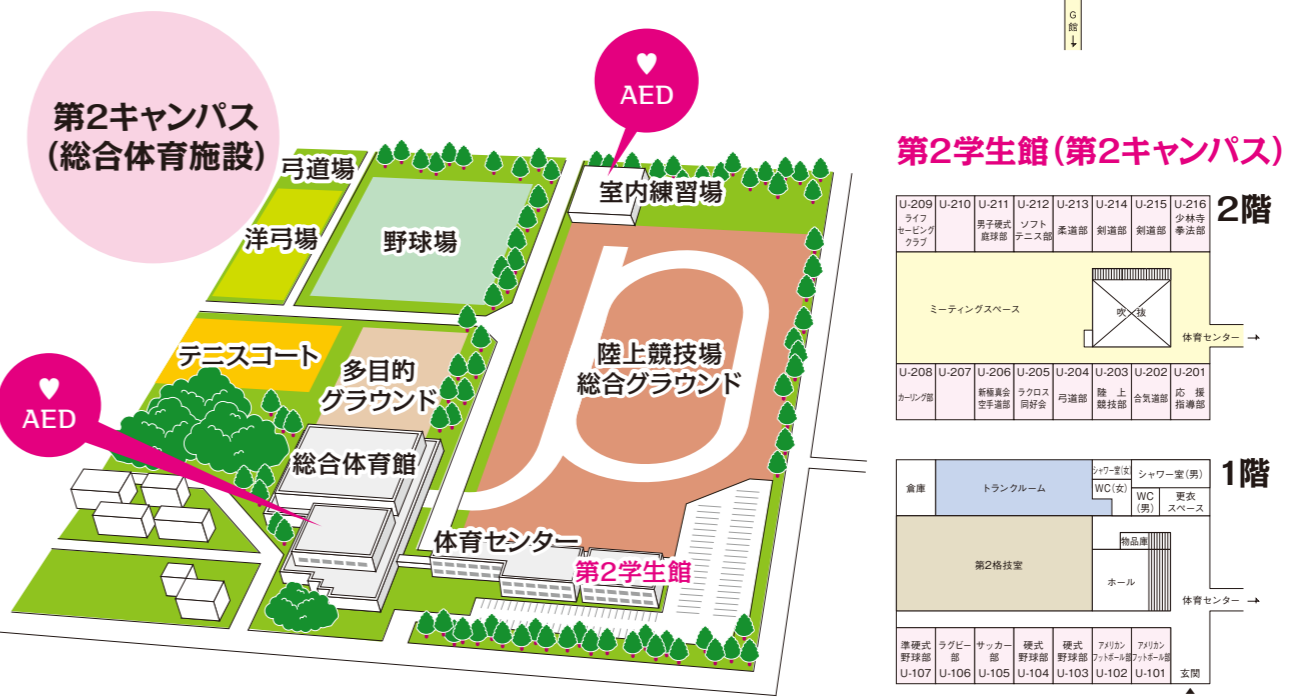 G
館
↓
第2キャンパス
(総合体育施設)
♥
AED
弓道場
洋弓場
野球場
室内練習場
テニスコート
多目的
グラウンド
陸上競技場
総合グラウンド
♥
AED
総合体育館
体育センター
第2学生館
第2学生館(第2キャンパス)
2階
U-209 U-210 U-211 U-212 U-213 U-214 U-215 U-216
ライフ
セービング
クラブ
男子硬式
庭球部
ソフト
テニス部
柔道部
剣道部
剣道部
少林寺
拳法部
ミーティングスペース
吹抜
体育センター →
U-208 U-207 U-206 U-205 U-204 U-203 U-202 U-201
カーリング部
新極真会
空手道部
ラクロス
同好会
弓道部
陸上
競技部
合気道部
応援
指導部
1階
倉庫
トランクルーム
シャワー室(女)
シャワー室(男)
WC(女)
WC
(男)
更衣
スペース
第2格技室
物品庫
ホール
体育センター →
準硬式
野球部
U-107
ラグビー
部
U-106
サッカー
部
U-105
硬式
野球部
U-104
硬式
野球部
U-103
アメリカン
フットボール部
U-102
アメリカン
フットボール部
U-101
玄関